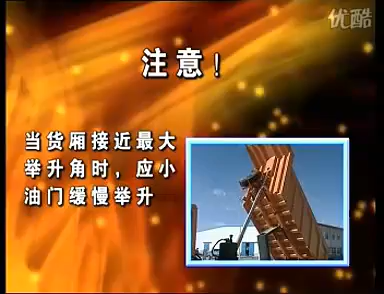 优酷
注意！
当货厢接近最大
举升角时，应小
油门缓慢举升